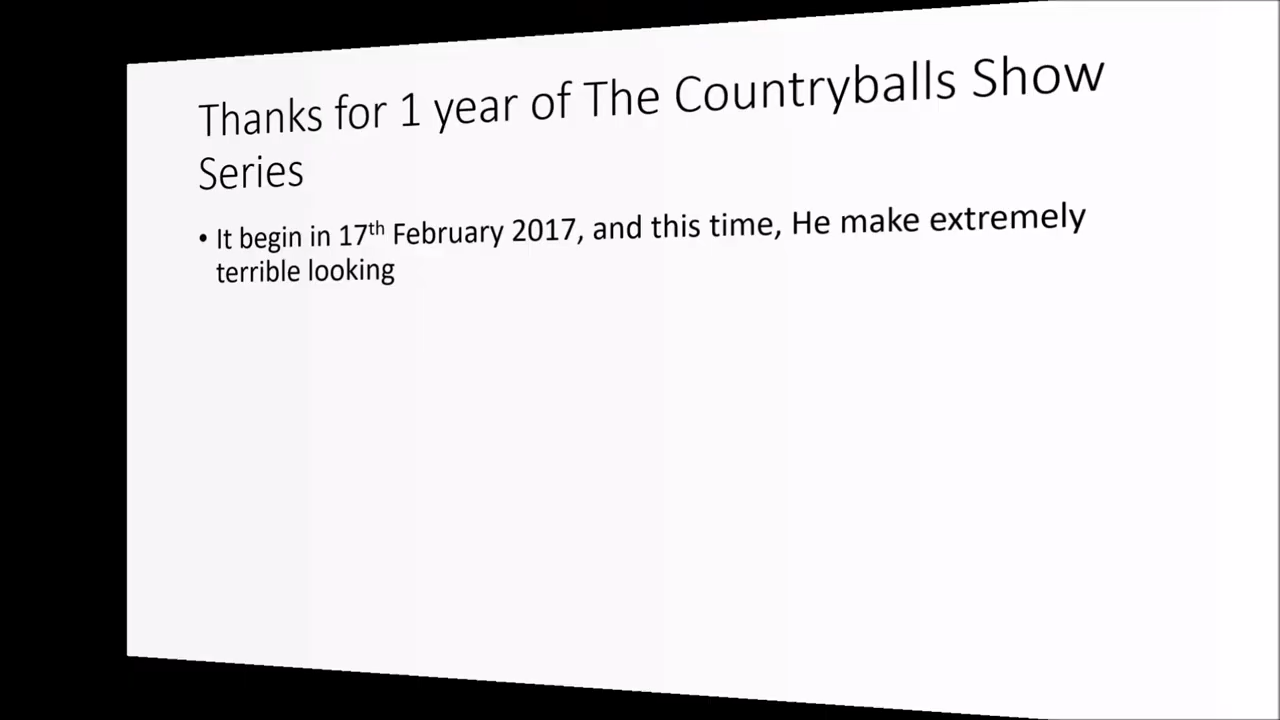 Thanks for 1 year of The Countryballs Show
Series
• It begin in 17th February 2017, and this time, He make extremely
terrible looking